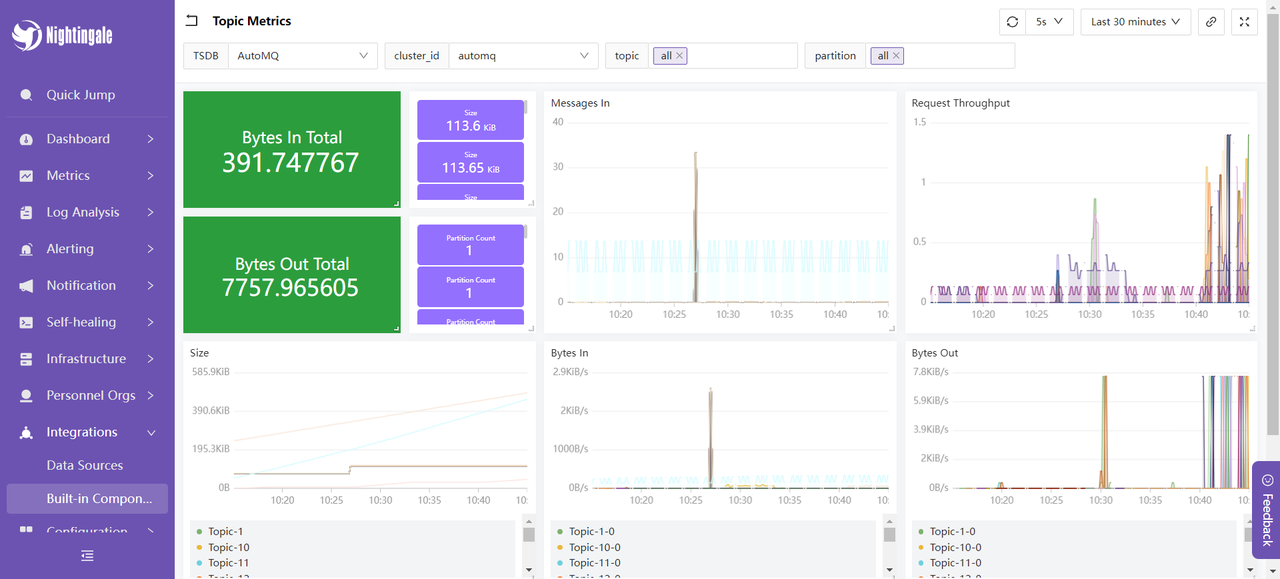 Nightingale
Quick Jump
Dashboard
Metrics
Log Analysis
Alerting
Notification
Self-healing
Infrastructure
Personnel Orgs
Integrations
Data Sources
Built-in Compon...
Configuration
Topic Metrics
5s
Last 30 minutes
TSDB
AutoMQ
cluster_id
automq
topic
all
partition
all
Bytes In Total
391.747767
Size
113.6 KiB
Size
113.65 KiB
Size
Bytes Out Total
7757.965605
Partition Count
1
Partition Count
1
Partition Count
Messages In
40
30
20
10
0
10:20 10:25 10:30 10:35 10:40 10:
Request Throughput
1.5
1
0.5
0
10:20 10:25 10:30 10:35 10:40 10:
Size
585.9KiB
390.6KiB
195.3KiB
0B
10:20 10:25 10:30 10:35 10:40 10:
Topic-1
Topic-10
Topic-11
Topic-12
Bytes In
2.9KiB/s
2KiB/s
1000B/s
0B/s
10:20 10:25 10:30 10:35 10:40 10:
Topic-1-0
Topic-10-0
Topic-11-0
Topic-12-0
Bytes Out
7.8KiB/s
5.9KiB/s
3.9KiB/s
2KiB/s
0B/s
10:20 10:25 10:30 10:35 10:40 10:
Topic-1-0
Topic-10-0
Topic-11-0
Topic-12-0
Feedback